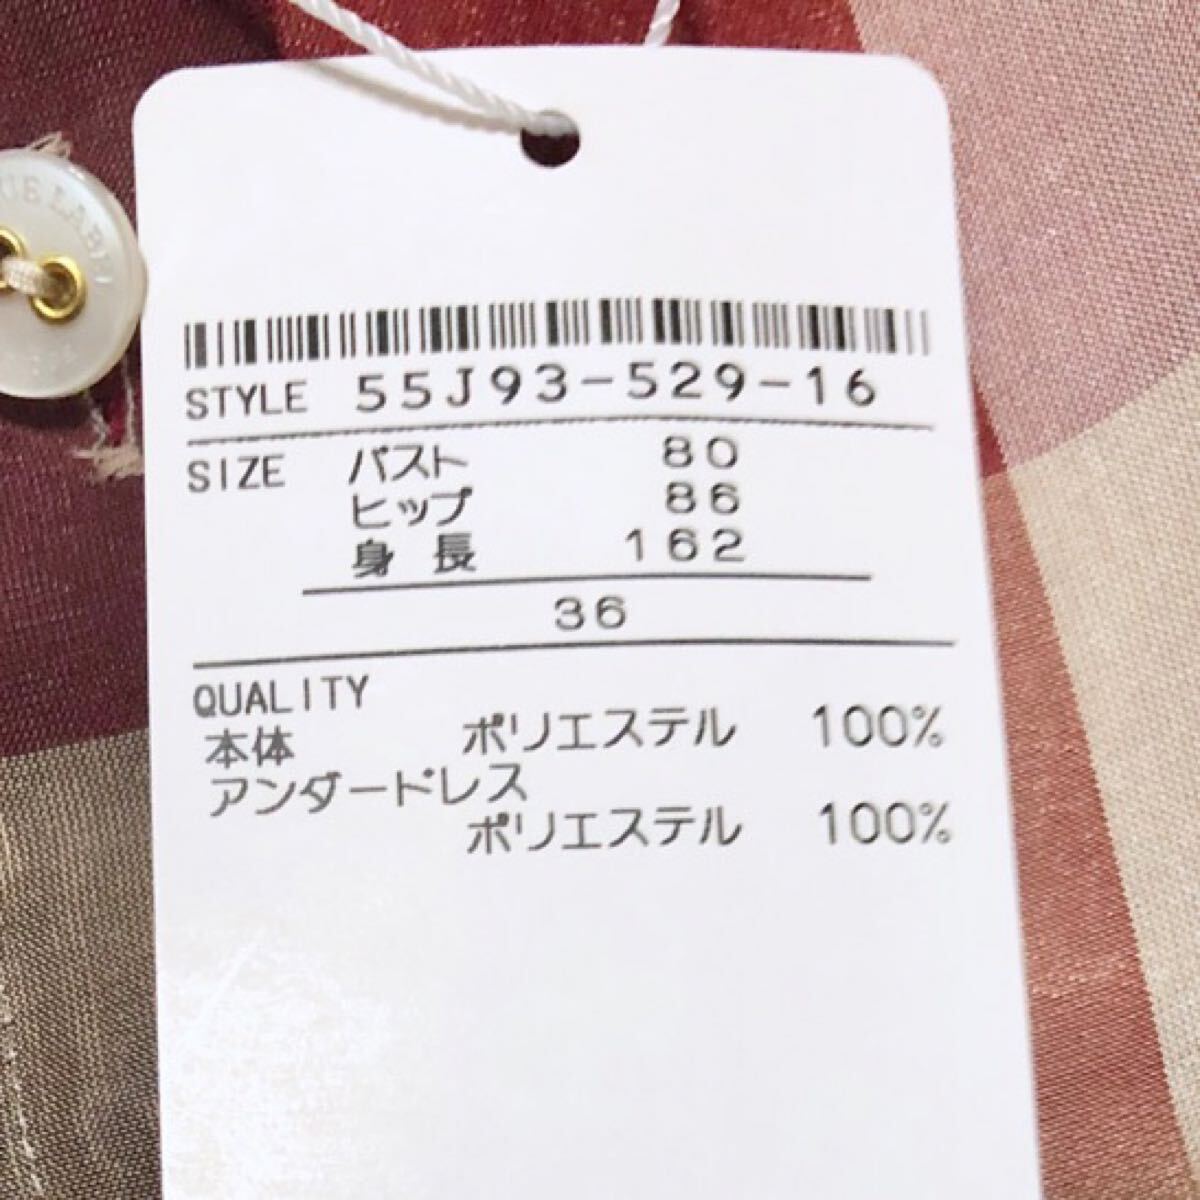 UE LABEL
STYLE 55J93-529-16
SIZE バスト 80
ヒップ 86
身長 162
36
QUALITY
本体 ポリエステル 100%
アンダードレス
ポリエステル 100%